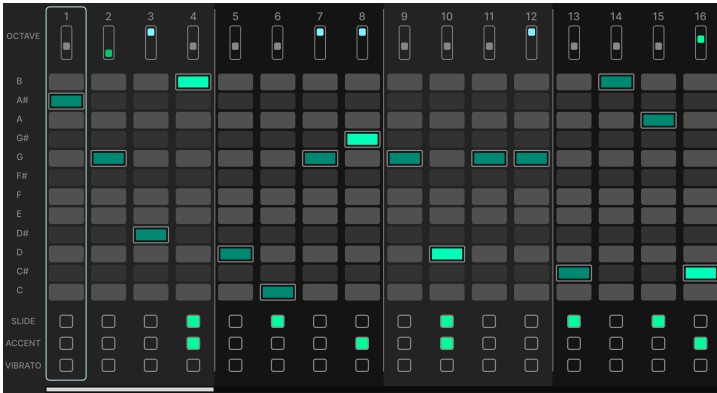 1 2 3 4 5 6 7 8 9 10 11 12 13 14 15 16
OCTAVE
B
A#
A
G#
G
F#
F
E
D#
D
C#
C
SLIDE
ACCENT
VIBRATO